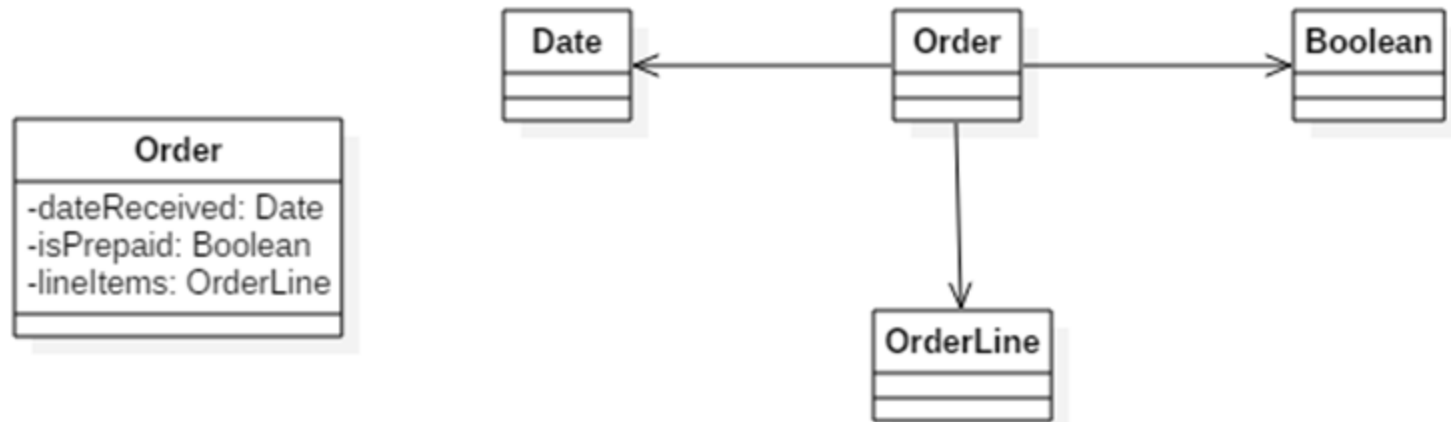 Order
-dateReceived: Date
-isPrepaid: Boolean
-lineItems: OrderLine
Date
Order
Boolean
OrderLine